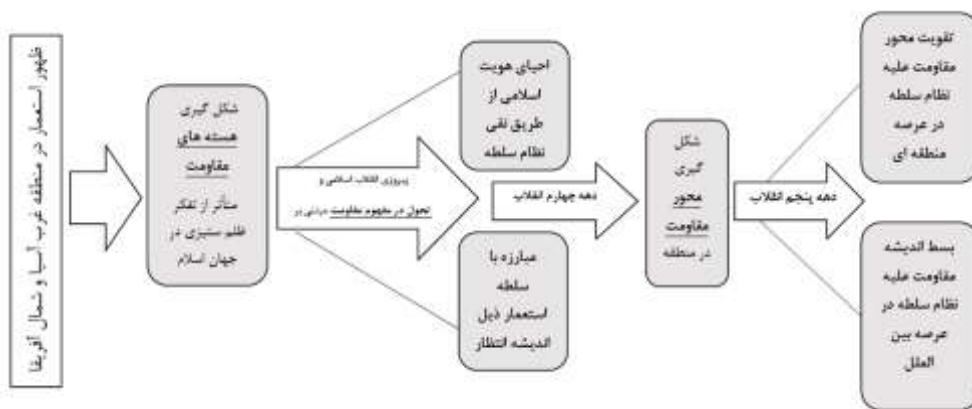 ظهور استعمار در منطقه غرب آسیا و شمال آفریقا
شکل گیری
هسته های
مقاومت
متأثر از تفکر
ظلم ستیزی در
جهان اسلام
پیروزی انقلاب اسلامی و
تحول در مفهوم مقاومت مبتنی بر:
احیای هویت
اسلامی از
طریق نفی
نظام سلطه
مبارزه با
سلطه
استعمار ذیل
اندیشه انتظار
دهه چهارم انقلاب
شکل
گیری
محور
مقاومت
در منطقه
دهه پنجم انقلاب
تقویت محور
مقاومت علیه
نظام سلطه
در عرصه
منطقه ای
بسط اندیشه
مقاومت علیه
نظام سلطه در
عرصه بین
الملل